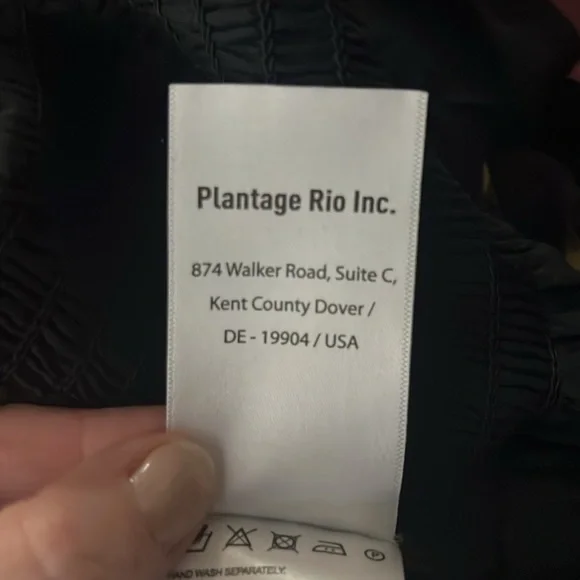 Plantage Rio Inc.
874 Walker Road, Suite C,
Kent County Dover /
DE - 19904 / USA
P
HAND WASH SEPARATELY.